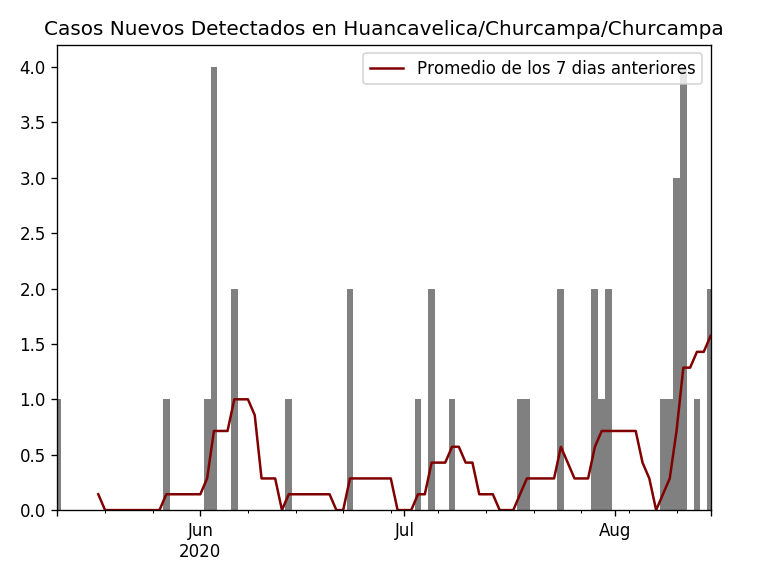 Casos Nuevos Detectados en Huancavelica/Churcampa/Churcampa
Promedio de los 7 dias anteriores
4.0
3.5
3.0
2.5
2.0
1.5
1.0
0.5
0.0
Jun
2020
Jul
Aug